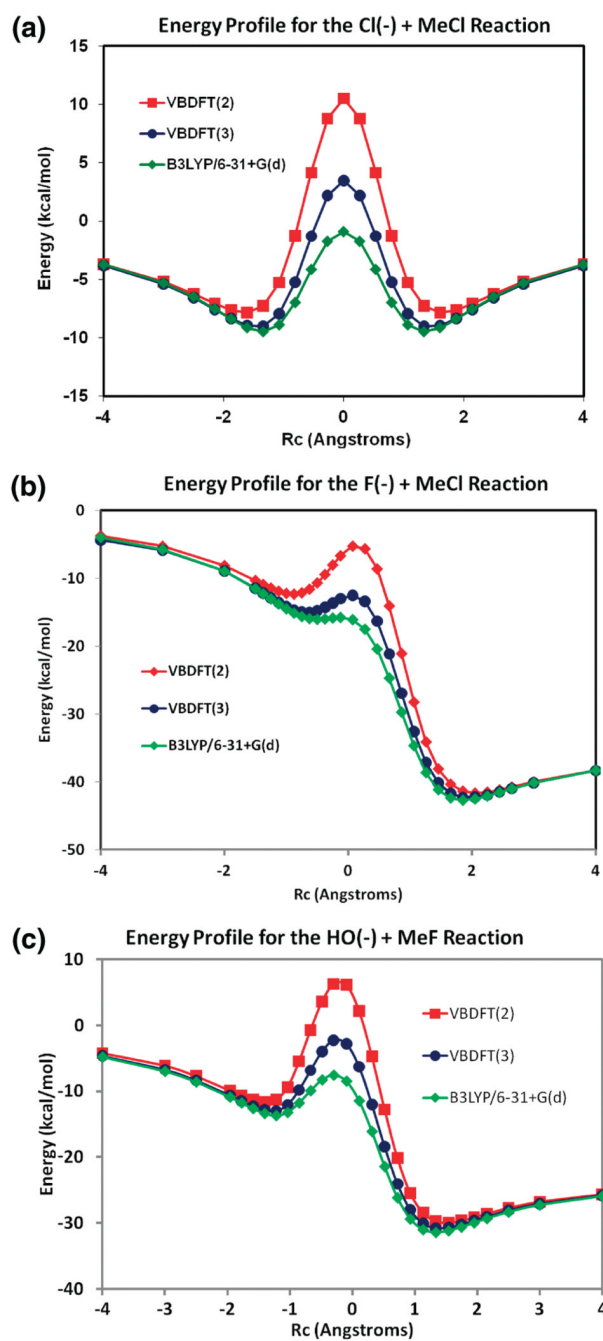 (a)
Energy Profile for the Cl(-) + MeCl Reaction
15
10
5
0
-5
-10
-15
Energy (kcal/mol)
VBDFT(2)
VBDFT(3)
B3LYP/6-31+G(d)
-4 -2 0 2 4
Rc (Angstroms)
(b)
Energy Profile for the F(-) + MeCl Reaction
0
-10
-20
-30
-40
-50
Energy (kcal/mol)
VBDFT(2)
VBDFT(3)
B3LYP/6-31+G(d)
-4 -2 0 2 4
Rc (Angstroms)
(c)
Energy Profile for the HO(-) + MeF Reaction
10
0
-10
-20
-30
-40
Energy (kcal/mol)
VBDFT(2)
VBDFT(3)
B3LYP/6-31+G(d)
-4 -3 -2 -1 0 1 2 3 4
Rc (Angstroms)